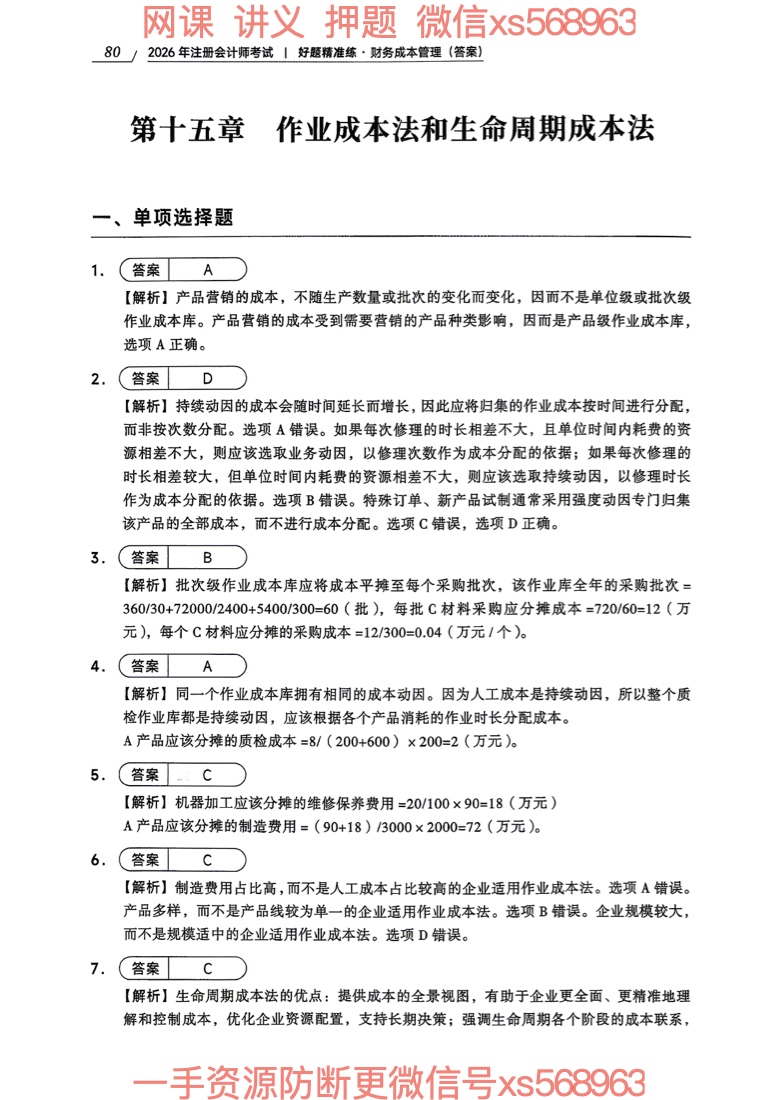 网课 讲义 押题 微信xs568963
80 / 2026 年注册会计师考试 | 好题精准练·财务成本管理（答案）
第十五章 作业成本法和生命周期成本法
一、单项选择题
1. 答案 A
【解析】产品营销的成本，不随生产数量或批次的变化而变化，因而不是单位级或批次级
作业成本库。产品营销的成本受到需要营销的产品种类影响，因而是产品级作业成本库，
选项 A 正确。
2. 答案 D
【解析】持续动因的成本会随时间延长而增长，因此应将归集的作业成本按时间进行分配，
而非按次数分配。选项 A 错误。如果每次修理的时长相差不大，且单位时间内耗费的资
源相差不大，则应该选取业务动因，以修理次数作为成本分配的依据；如果每次修理的
时长相差较大，但单位时间内耗费的资源相差不大，则应该选取持续动因，以修理时长
作为成本分配的依据。选项 B 错误。特殊订单、新产品试制通常采用强度动因专门归集
该产品的全部成本，而不进行成本分配。选项 C 错误，选项 D 正确。
3. 答案 B
【解析】批次级作业成本库应将成本平摊至每个采购批次，该作业库全年的采购批次 =
360/30+72000/2400+5400/300=60（批），每批 C 材料采购应分摊成本 =720/60=12（万
元），每个 C 材料应分摊的采购成本 =12/300=0.04（万元 / 个）。
4. 答案 A
【解析】同一个作业成本库拥有相同的成本动因。因为人工成本是持续动因，所以整个质
检作业库都是持续动因，应该根据各个产品消耗的作业时长分配成本。
A 产品应该分摊的质检成本 =8/（200+600）×200=2（万元）。
5. 答案 C
【解析】机器加工应该分摊的维修保养费用 =20/100×90=18（万元）
A 产品应该分摊的制造费用 =（90+18）/3000×2000=72（万元）。
6. 答案 C
【解析】制造费用占比高，而不是人工成本占比较高的企业适用作业成本法。选项 A 错误。
产品多样，而不是产品线较为单一的企业适用作业成本法。选项 B 错误。企业规模较大，
而不是规模适中的企业适用作业成本法。选项 D 错误。
7. 答案 C
【解析】生命周期成本法的优点：提供成本的全景视图，有助于企业更全面、更精准地理
解和控制成本，优化企业资源配置，支持长期决策；强调生命周期各个阶段的成本联系，
一手资源防断更微信号xs568963